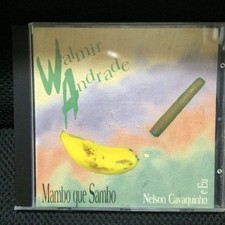 Walmir
Andrade
Mambo que Sambo
Nelson Cavaquinho
e Eu